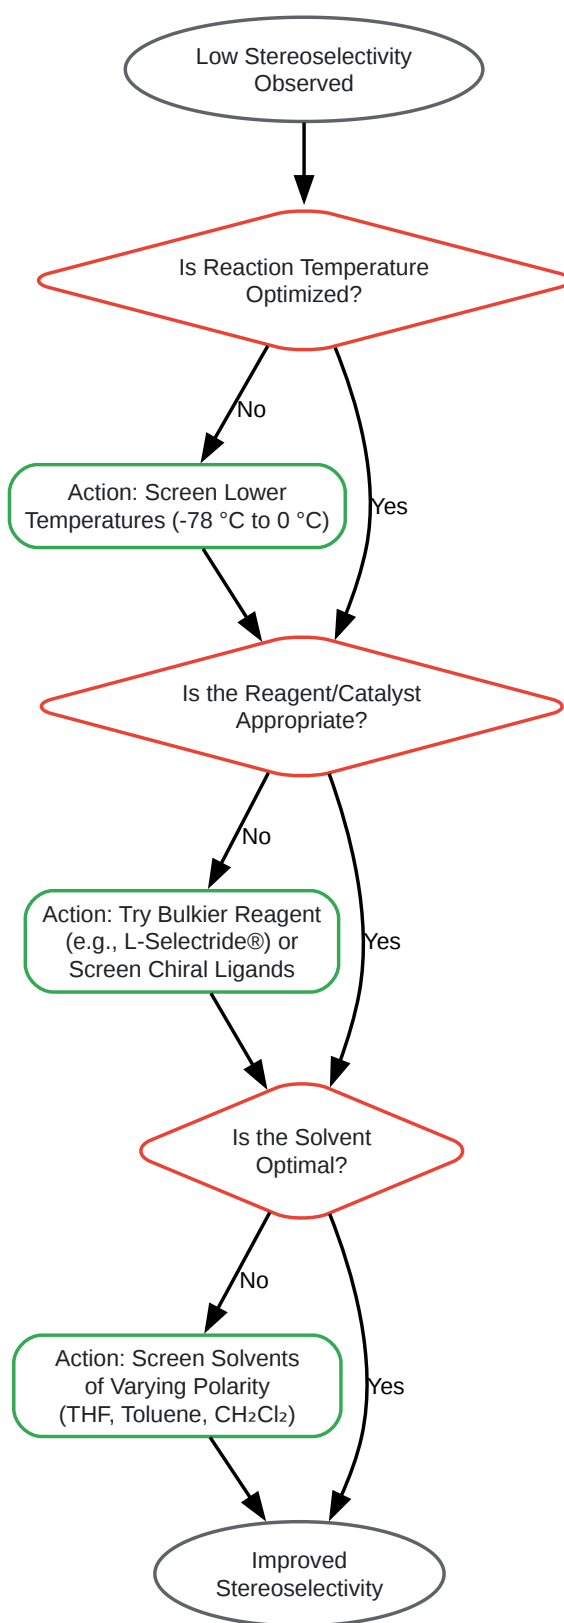 Low Stereoselectivity
Observed
Is Reaction Temperature
Optimized?
No
Action: Screen Lower
Temperatures (-78 °C to 0 °C)
Yes
Is the Reagent/Catalyst
Appropriate?
No
Action: Try Bulkier Reagent
(e.g., L-Selectride®) or
Screen Chiral Ligands
Yes
Is the Solvent
Optimal?
No
Action: Screen Solvents
of Varying Polarity
(THF, Toluene, CH₂Cl₂)
Yes
Improved
Stereoselectivity